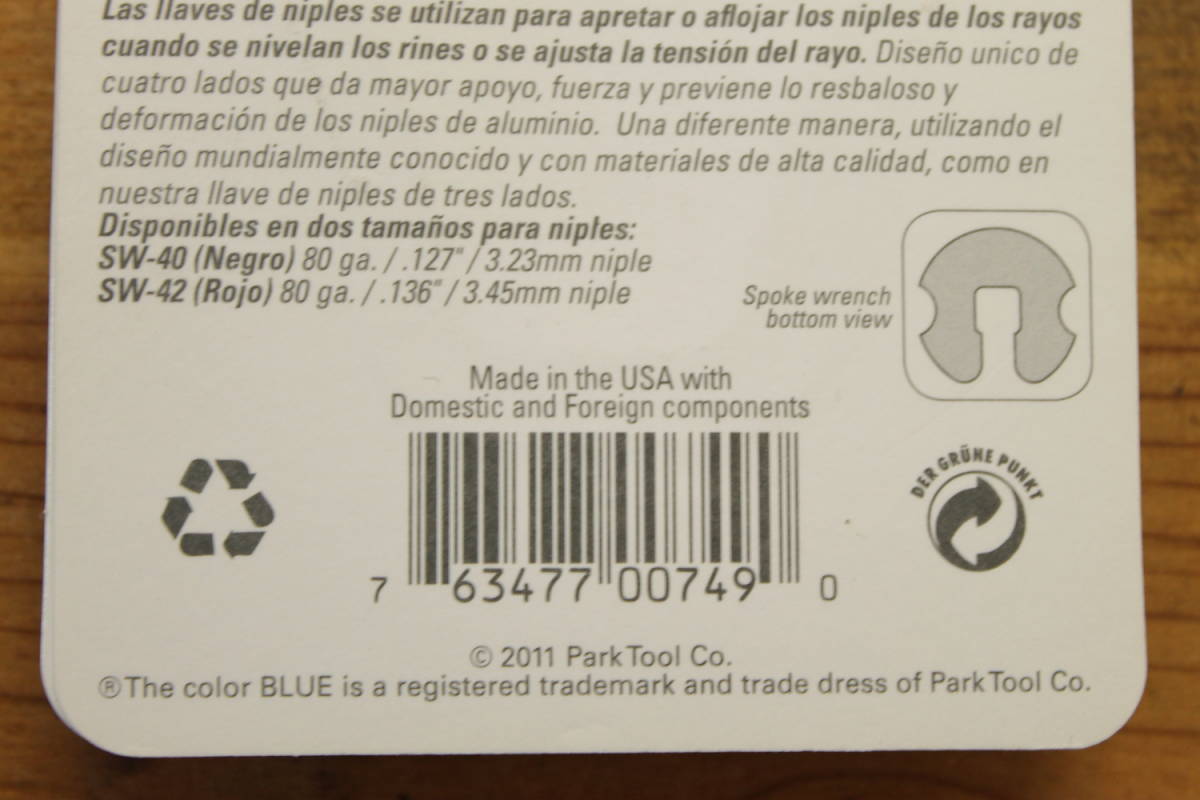 Las llaves de niples se utilizan para apretar o aflojar los niples de los rayos
cuando se nivelan los rines o se ajusta la tensión del rayo. Diseño unico de
cuatro lados que da mayor apoyo, fuerza y previene lo resbaloso y
deformación de los niples de aluminio. Una diferente manera, utilizando el
diseño mundialmente conocido y con materiales de alta calidad, como en
nuestra llave de niples de tres lados.
Disponibles en dos tamaños para niples:
SW-40 (Negro) 80 ga. / .127" / 3.23mm niple
SW-42 (Rojo) 80 ga. / .136" / 3.45mm niple
Spoke wrench
bottom view
Made in the USA with
Domestic and Foreign components
DER GRÜNE PUNKT
7 63477 00749 0
© 2011 Park Tool Co.
® The color BLUE is a registered trademark and trade dress of Park Tool Co.